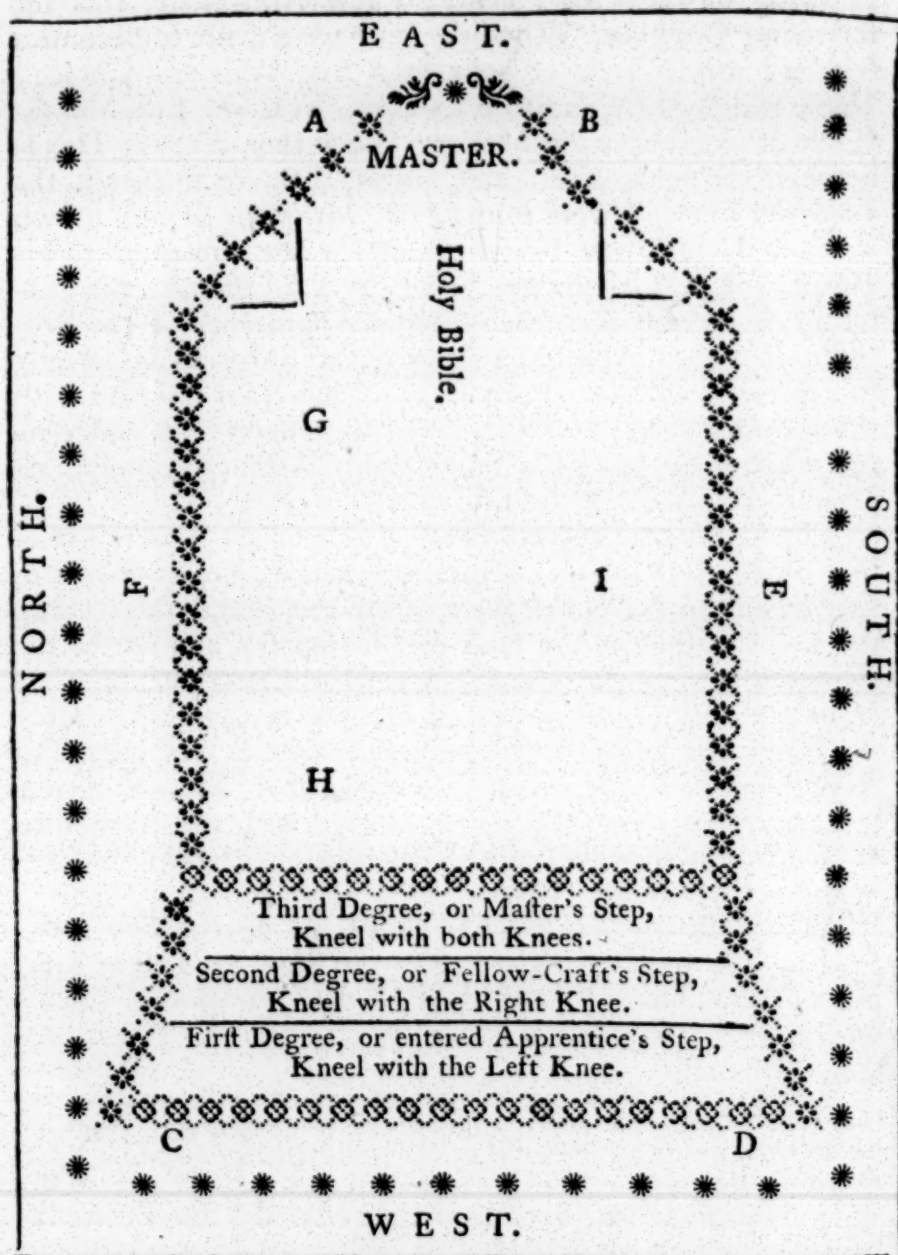 EAST.
A B
MASTER.
Holy Bible.
G
NORTH.
F
I
E
SOUTH.
H
Third Degree, or Maſter's Step,
Kneel with both Knees.
Second Degree, or Fellow-Craft's Step,
Kneel with the Right Knee.
Firſt Degree, or entered Apprentice's Step,
Kneel with the Left Knee.
C D
WEST.